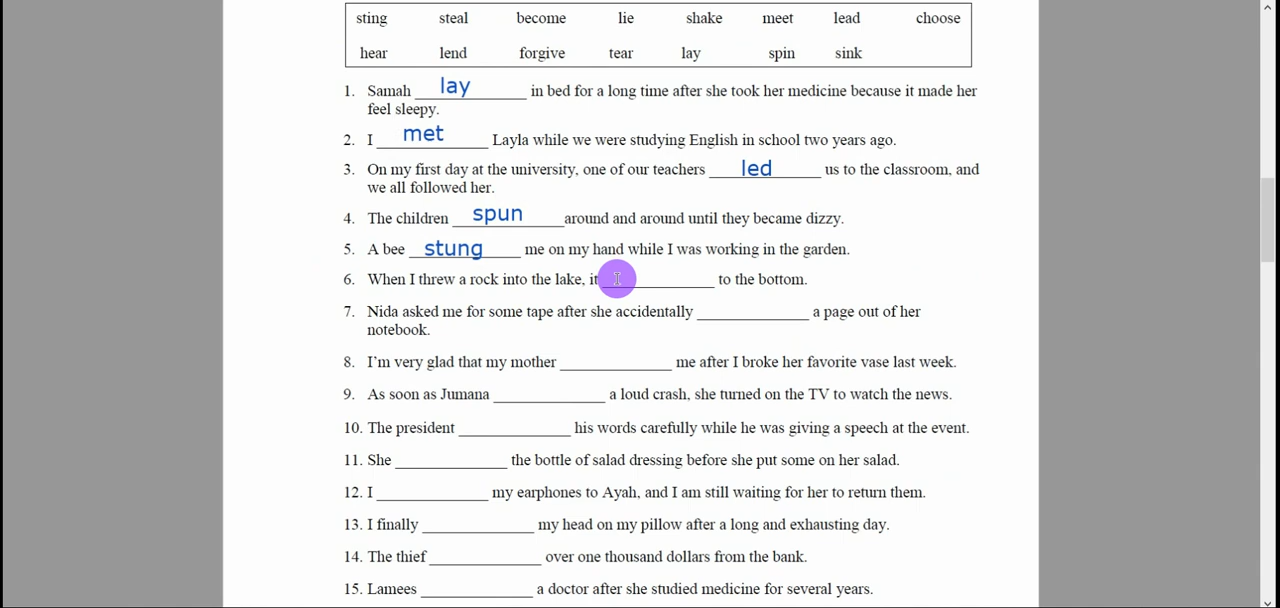 sting steal become lie shake meet lead choose
hear lend forgive tear lay spin sink
1. Samah lay in bed for a long time after she took her medicine because it made her
feel sleepy.
2. I met Layla while we were studying English in school two years ago.
3. On my first day at the university, one of our teachers led us to the classroom, and
we all followed her.
4. The children spun around and around until they became dizzy.
5. A bee stung me on my hand while I was working in the garden.
6. When I threw a rock into the lake, it ____________ to the bottom.
7. Nida asked me for some tape after she accidentally ____________ a page out of her
notebook.
8. I’m very glad that my mother ____________ me after I broke her favorite vase last week.
9. As soon as Jumana ____________ a loud crash, she turned on the TV to watch the news.
10. The president ____________ his words carefully while he was giving a speech at the event.
11. She ____________ the bottle of salad dressing before she put some on her salad.
12. I ____________ my earphones to Ayah, and I am still waiting for her to return them.
13. I finally ____________ my head on my pillow after a long and exhausting day.
14. The thief ____________ over one thousand dollars from the bank.
15. Lamees ____________ a doctor after she studied medicine for several years.